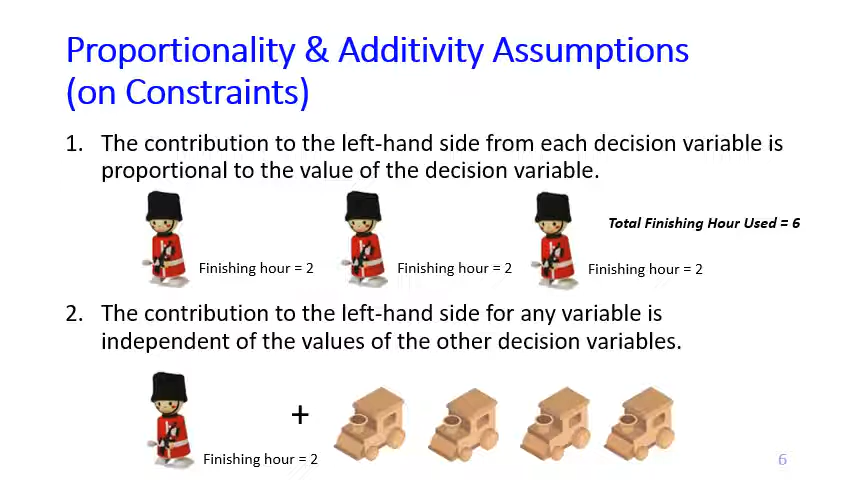 Proportionality & Additivity Assumptions
(on Constraints)
1. The contribution to the left-hand side from each decision variable is
proportional to the value of the decision variable.
Total Finishing Hour Used = 6
Finishing hour = 2
Finishing hour = 2
Finishing hour = 2
2. The contribution to the left-hand side for any variable is
independent of the values of the other decision variables.
+
Finishing hour = 2
6